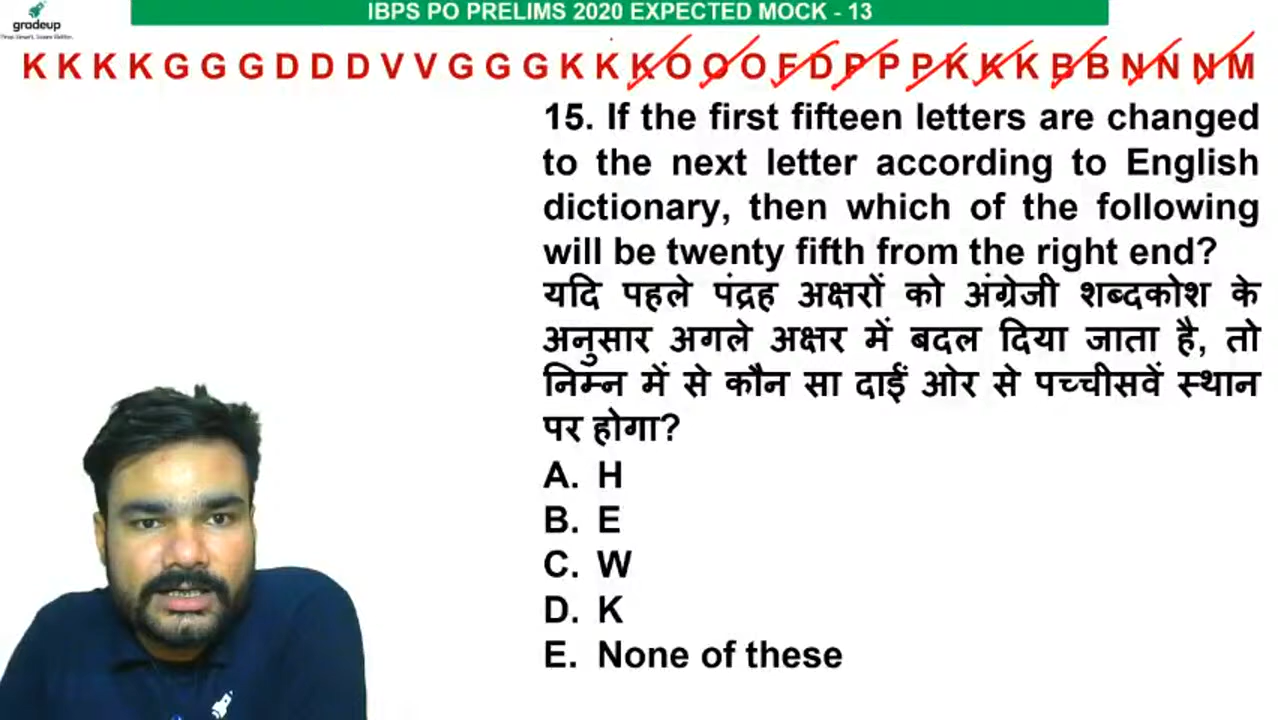 gradeup
IBPS PO PRELIMS 2020 EXPECTED MOCK - 13
K K K K G G G D D D V V G G G K K K O O O F D P P P K K K B B N N N M
15. If the first fifteen letters are changed
to the next letter according to English
dictionary, then which of the following
will be twenty fifth from the right end?
यदि पहले पंद्रह अक्षरों को अंग्रेजी शब्दकोश के
अनुसार अगले अक्षर में बदल दिया जाता है, तो
निम्न में से कौन सा दाईं ओर से पच्चीसवें स्थान
पर होगा?
A. H
B. E
C. W
D. K
E. None of these